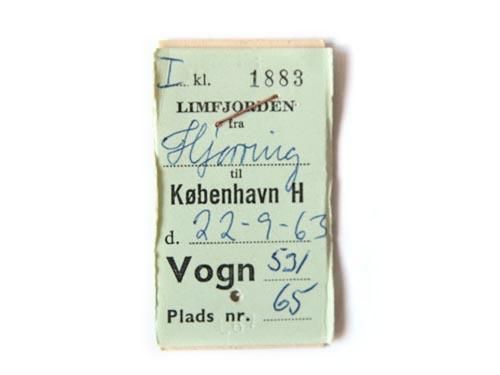 I kl. 1883
LIMFJORDEN
fra
Hjørring
til
København H
d. 22-9-63
Vogn 531
Plads nr. 65